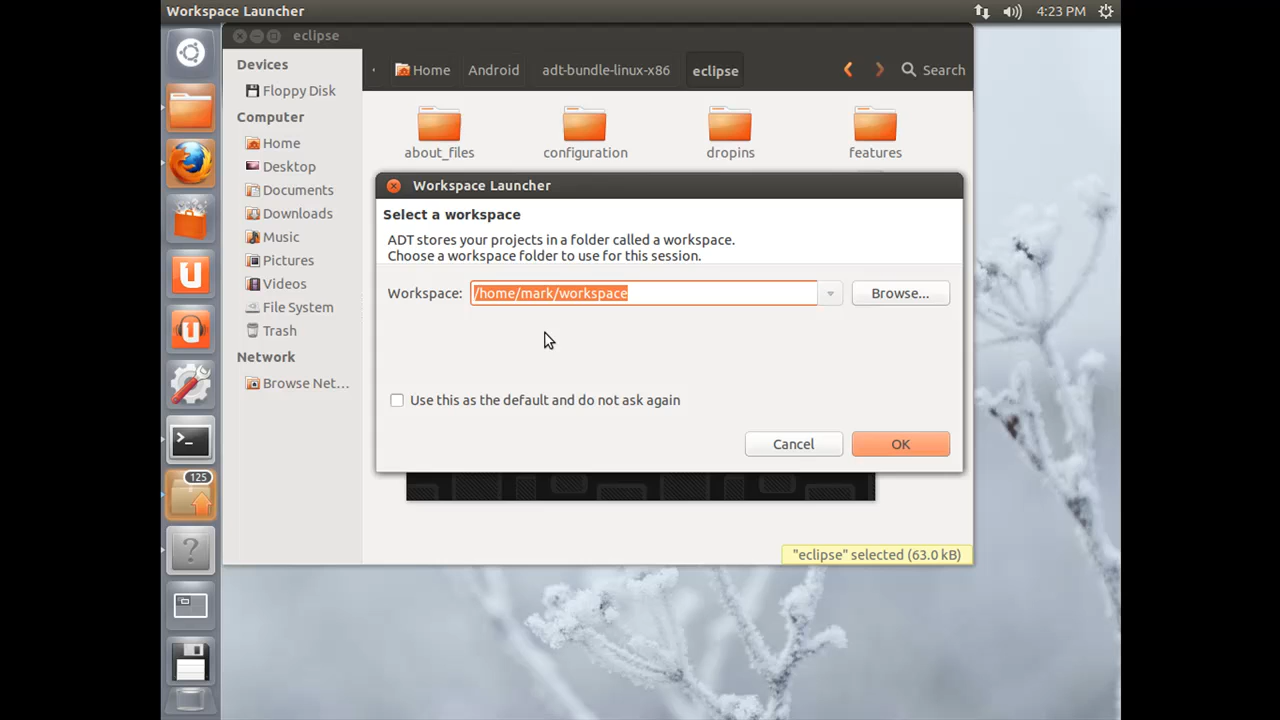 Workspace Launcher
4:23 PM
eclipse
Devices
Floppy Disk
Computer
Home
Desktop
Documents
Downloads
Music
Pictures
Videos
File System
Trash
Network
Browse Net...
Home Android adt-bundle-linux-x86 eclipse Search
about_files configuration dropins features
Workspace Launcher
Select a workspace
ADT stores your projects in a folder called a workspace.
Choose a workspace folder to use for this session.
Workspace: /home/mark/workspace Browse...
Use this as the default and do not ask again
Cancel OK
"eclipse" selected (63.0 kB)
125